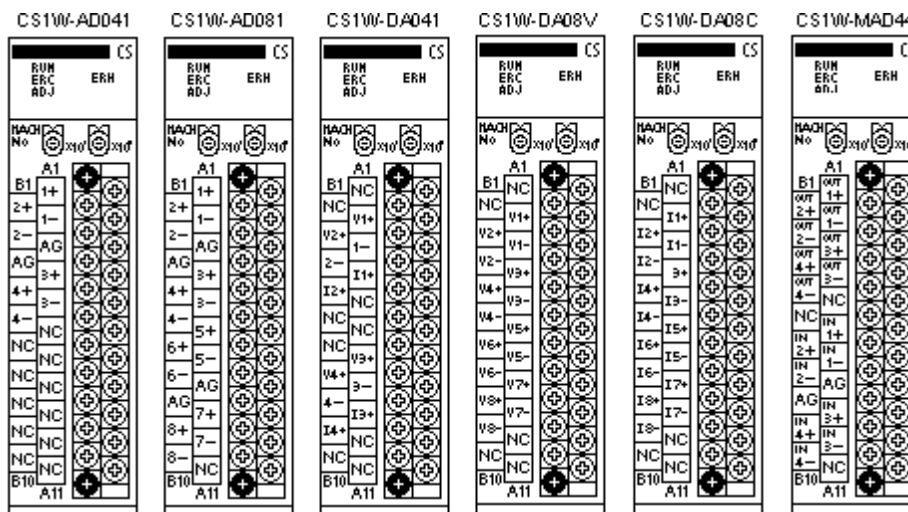 CS1W-AD041
CS
RUN
ERC
ERH
ADJ
MACH
No
x10¹ x10⁰
A1
B1
1+
2+
1−
2−
AG
AG
3+
4+
3−
4−
NC
NC
NC
NC
NC
NC
NC
NC
NC
NC
B10
A11
CS1W-AD081
CS
RUN
ERC
ERH
ADJ
MACH
No
x10¹ x10⁰
A1
B1
1+
2+
1−
2−
AG
AG
3+
4+
3−
4−
5+
6+
5−
6−
AG
AG
7+
8+
7−
8−
NC
B10
A11
CS1W-DA041
CS
RUN
ERC
ERH
ADJ
MACH
No
x10¹ x10⁰
A1
B1
NC
NC
V1+
V2+
1−
2−
I1+
I2+
NC
NC
NC
NC
V3+
V4+
3−
4−
I3+
I4+
NC
NC
B10
A11
CS1W-DA08V
CS
RUN
ERC
ERH
ADJ
MACH
No
x10¹ x10⁰
A1
B1
NC
NC
V1+
V2+
V1-
V2-
V3+
V4+
V3-
V4-
V5+
V6+
V5-
V6-
V7+
V8+
V7-
V8-
NC
NC
NC
B10
A11
CS1W-DA08C
CS
RUN
ERC
ERH
ADJ
MACH
No
x10¹ x10⁰
A1
B1
NC
NC
I1+
I2+
I1-
I2-
3+
I4+
I3-
I4-
I5+
I6+
I5-
I6-
I7+
I8+
I7-
I8-
NC
NC
NC
B10
A11
CS1W-MAD44
RUN
ERC
ERH
ADJ
MACH
No
A1
B1
OUT 1+
OUT 2+
OUT 1−
OUT 2−
OUT 3+
OUT 4+
OUT 3−
OUT 4−
NC
NC
IN 1+
IN 2+
IN 1−
IN 2−
AG
AG
IN 3+
IN 4+
IN 3−
IN 4−
NC
B10
A11